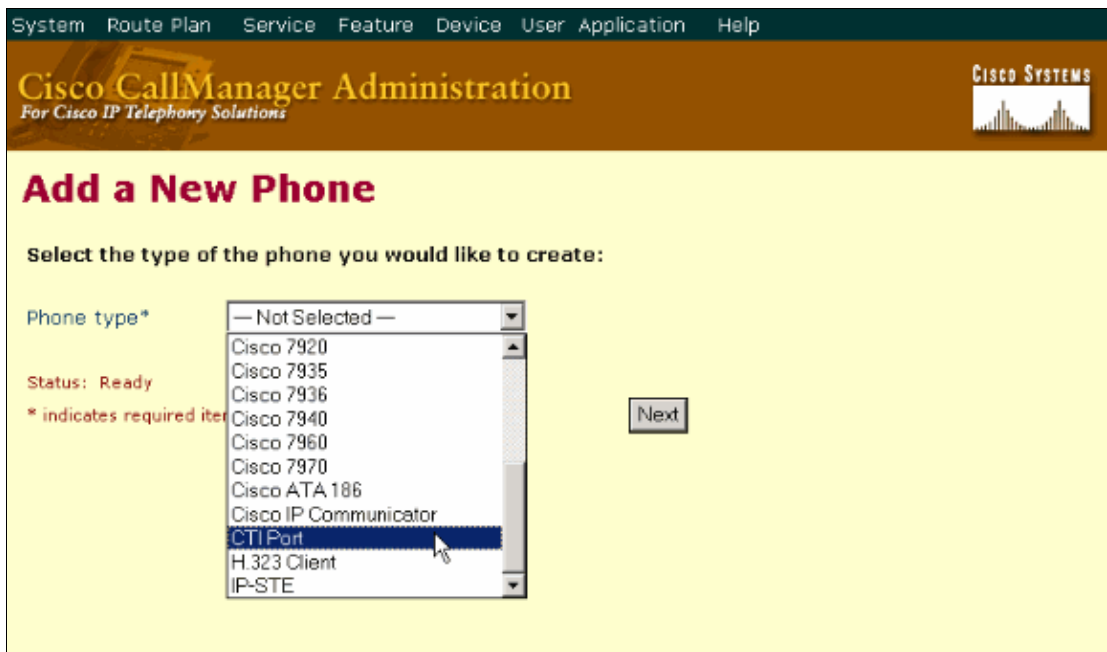 System Route Plan Service Feature Device User Application Help
Cisco CallManager Administration
For Cisco IP Telephony Solutions
CISCO SYSTEMS
Add a New Phone
Select the type of the phone you would like to create:
Phone type*
— Not Selected —
Cisco 7920
Cisco 7935
Cisco 7936
Cisco 7940
Cisco 7960
Cisco 7970
Cisco ATA 186
Cisco IP Communicator
CTI Port
H.323 Client
IP-STE
Status: Ready
* indicates required
Next